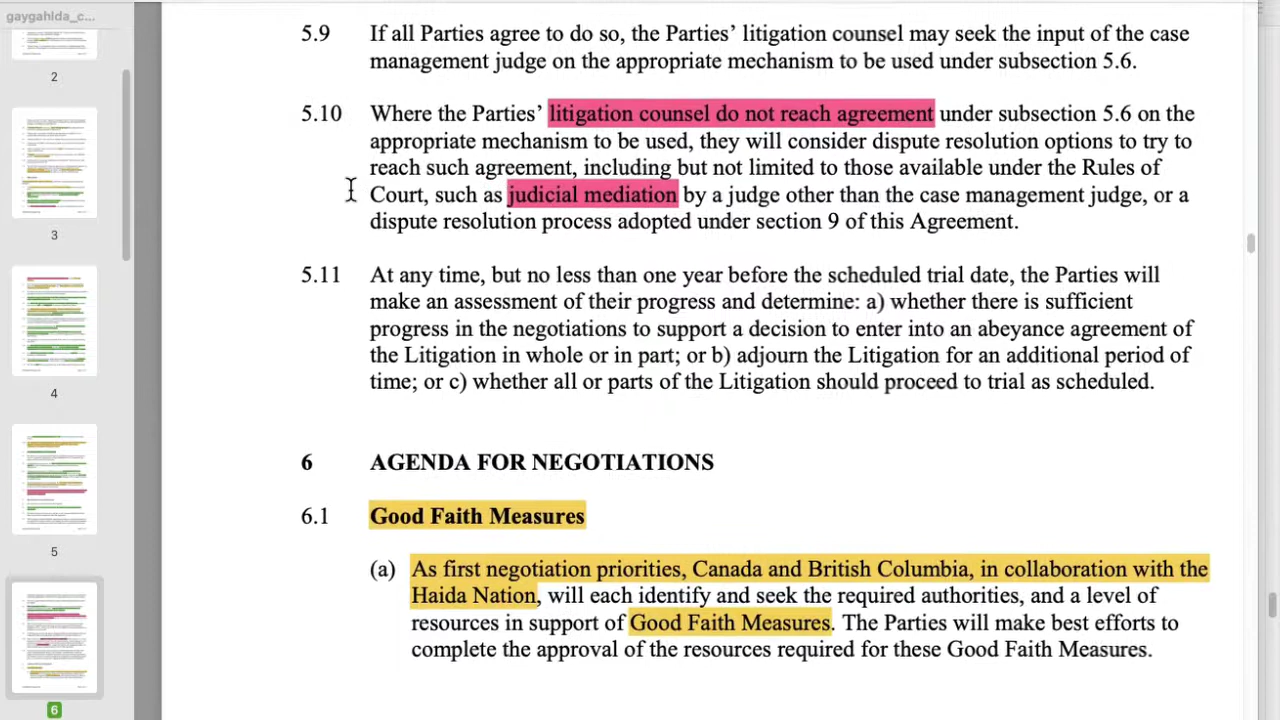 gaygahlda_c...
2
3
4
5
6
5.9 If all Parties agree to do so, the Parties' litigation counsel may seek the input of the case
management judge on the appropriate mechanism to be used under subsection 5.6.
5.10 Where the Parties' litigation counsel do not reach agreement under subsection 5.6 on the
appropriate mechanism to be used, they will consider dispute resolution options to try to
reach such agreement, including but not limited to those available under the Rules of
Court, such as judicial mediation by a judge other than the case management judge, or a
dispute resolution process adopted under section 9 of this Agreement.
5.11 At any time, but no less than one year before the scheduled trial date, the Parties will
make an assessment of their progress and determine: a) whether there is sufficient
progress in the negotiations to support a decision to enter into an abeyance agreement of
the Litigation in whole or in part; or b) adjourn the Litigation for an additional period of
time; or c) whether all or parts of the Litigation should proceed to trial as scheduled.
6 AGENDA FOR NEGOTIATIONS
6.1 Good Faith Measures
(a) As first negotiation priorities, Canada and British Columbia, in collaboration with the
Haida Nation, will each identify and seek the required authorities, and a level of
resources in support of Good Faith Measures. The Parties will make best efforts to
complete the approval of the resources required for these Good Faith Measures.